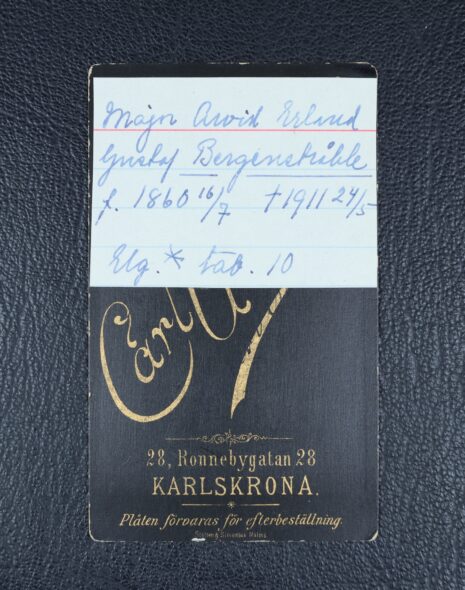 Major Arvid Erland
Gustaf Bergenstråhle
f. 1860 16/7 †1911 24/5
Elg. * tab. 10
Carl
28, Ronnebygatan 28
KARLSKRONA.
Plåten förvaras för efterbeställning.